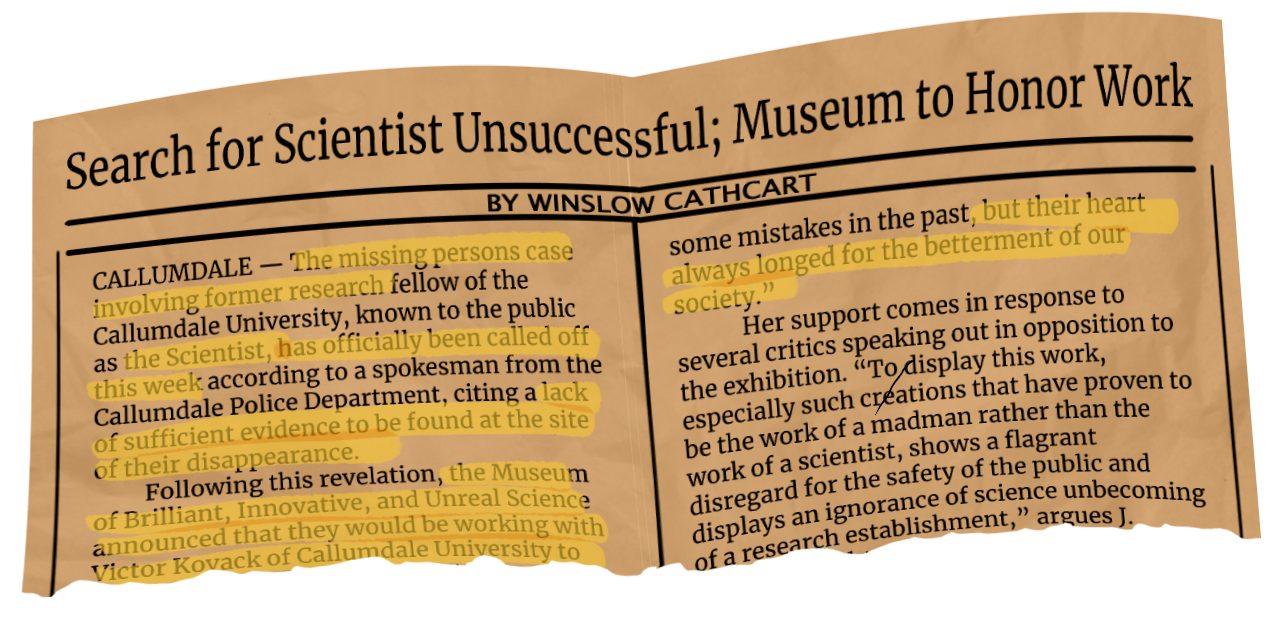 Search for Scientist Unsuccessful; Museum to Honor Work
BY WINSLOW CATHCART
CALLUMDALE — The missing persons case
involving former research fellow of the
Callumdale University, known to the public
as the Scientist, has officially been called off
this week according to a spokesman from the
Callumdale Police Department, citing a lack
of sufficient evidence to be found at the site
of their disappearance.
Following this revelation, the Museum
of Brilliant, Innovative, and Unreal Science
announced that they would be working with
Victor Kovack of Callumdale University to
some mistakes in the past, but their heart
always longed for the betterment of our
society.”
Her support comes in response to
several critics speaking out in opposition to
the exhibition. “To display this work,
especially such creations that have proven to
be the work of a madman rather than the
work of a scientist, shows a flagrant
disregard for the safety of the public and
displays an ignorance of science unbecoming
of a research establishment,” argues J.